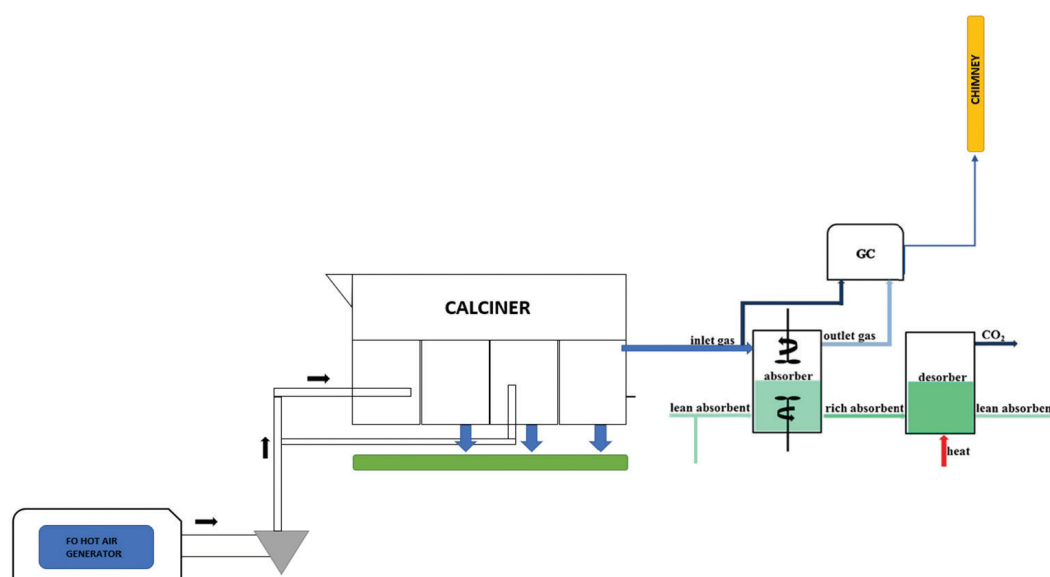 CHIMNEY
GC
CALCINER
inlet gas
outlet gas
CO₂
absorber
desorber
lean absorbent
rich absorbent
lean absorben
heat
FO HOT AIR
GENERATOR